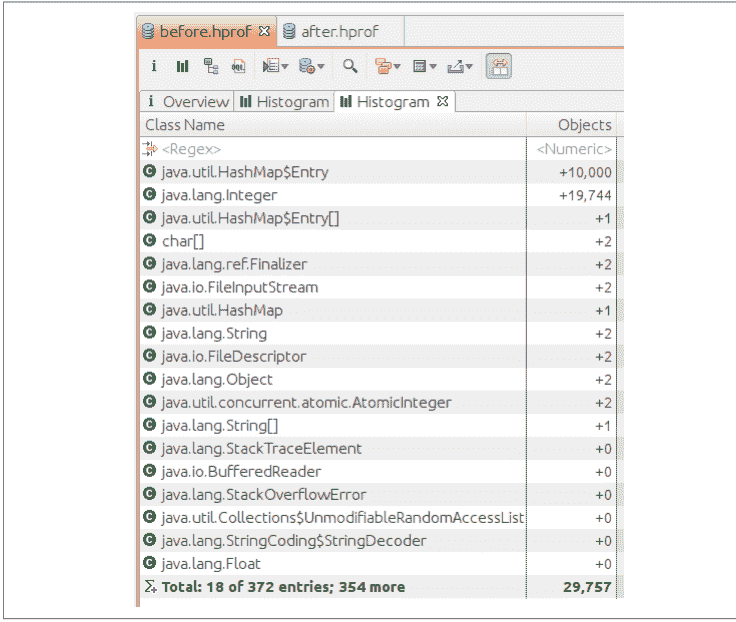 before.hprof after.hprof
i Overview Histogram Histogram
Class Name Objects
<Regex> <Numeric>
java.util.HashMap$Entry +10,000
java.lang.Integer +19,744
java.util.HashMap$Entry[] +1
char[] +2
java.lang.ref.Finalizer +2
java.io.FileInputStream +2
java.util.HashMap +1
java.lang.String +2
java.io.FileDescriptor +2
java.lang.Object +2
java.util.concurrent.atomic.AtomicInteger +2
java.lang.String[] +1
java.lang.StackTraceElement +0
java.io.BufferedReader +0
java.lang.StackOverflowError +0
java.util.Collections$UnmodifiableRandomAccessList +0
java.lang.StringCoding$StringDecoder +0
java.lang.Float +0
Σ Total: 18 of 372 entries; 354 more 29,757